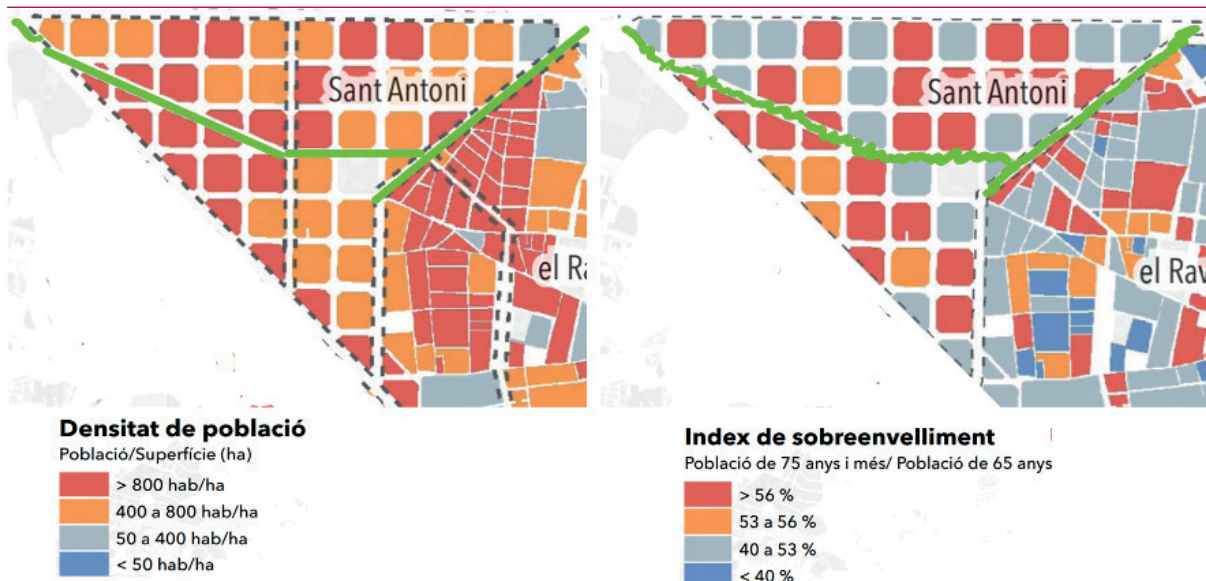 Sant Antoni
el Ra
Densitat de població
Població/Superfície (ha)
> 800 hab/ha
400 a 800 hab/ha
50 a 400 hab/ha
< 50 hab/ha
Sant Antoni
el Rav
Index de sobreenvelliment
Població de 75 anys i més/ Població de 65 anys
> 56 %
53 a 56 %
40 a 53 %
< 40 %